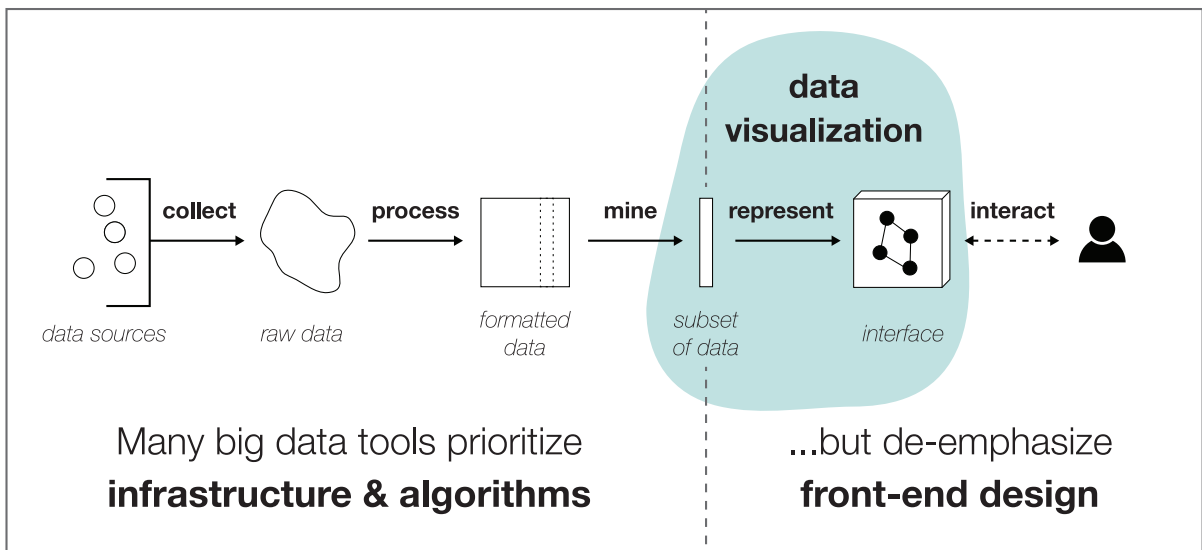 data
visualization
collect
process
mine
represent
interact
data sources
raw data
formatted
data
subset
of data
interface
Many big data tools prioritize
infrastructure & algorithms
...but de-emphasize
front-end design